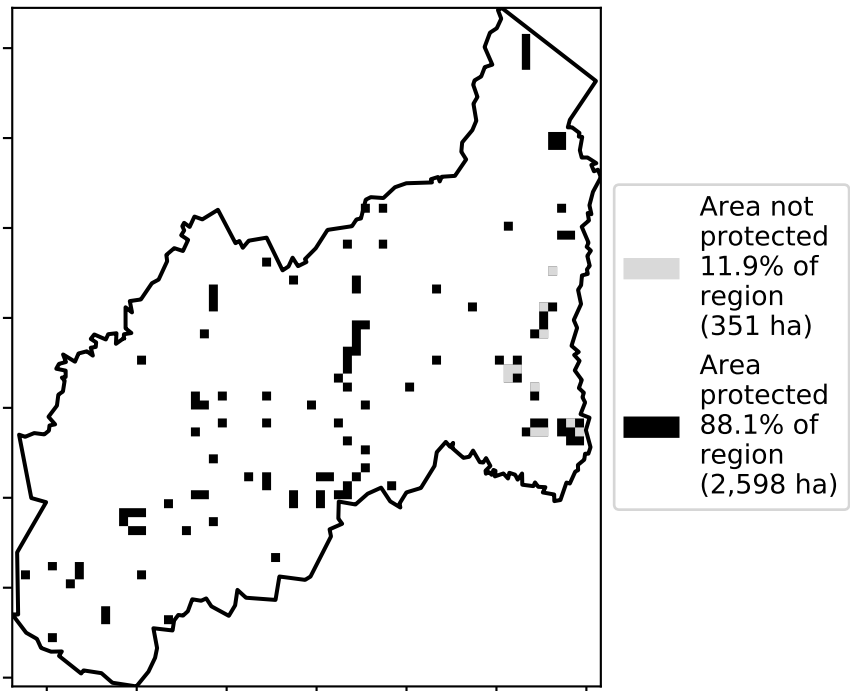 Area not
protected
11.9% of
region
(351 ha)
Area
protected
88.1% of
region
(2,598 ha)